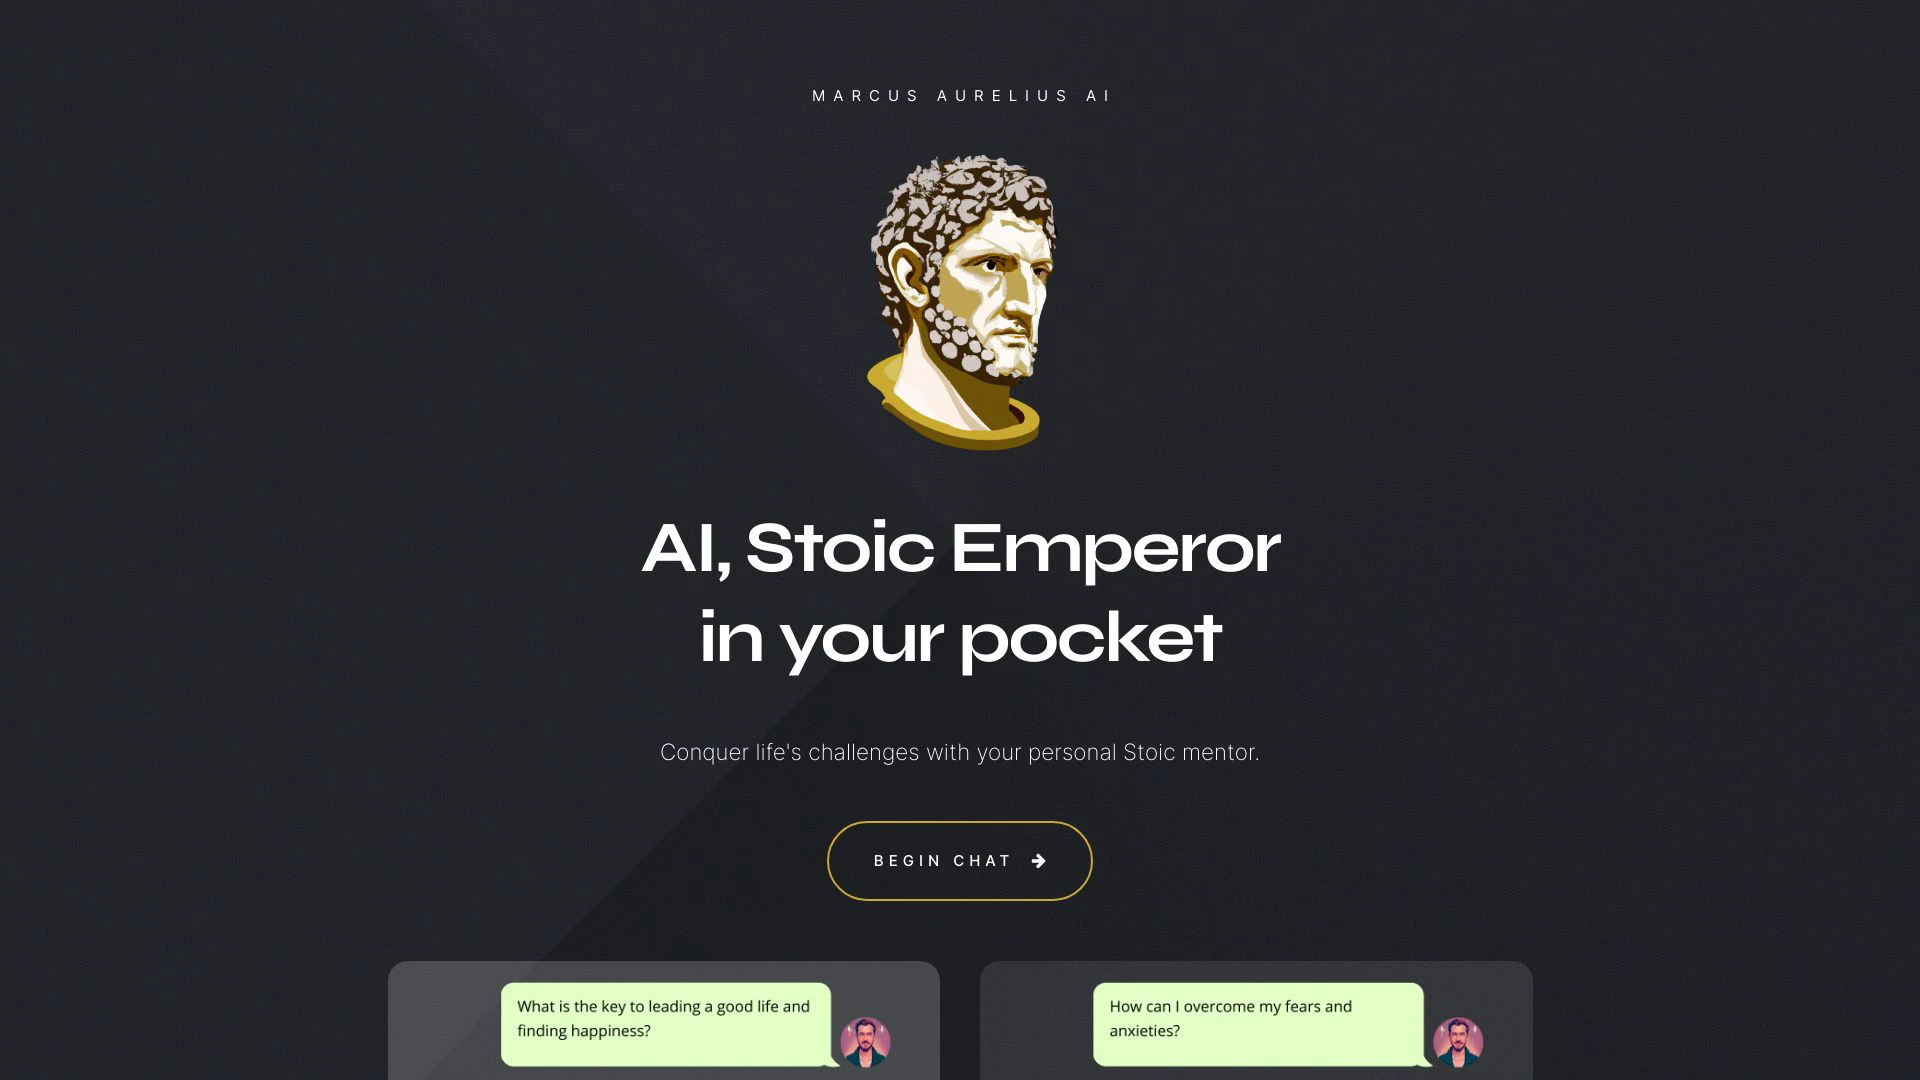 MARCUS AURELIUS AI
AI, Stoic Emperor
in your pocket
Conquer life's challenges with your personal Stoic mentor.
BEGIN CHAT
What is the key to leading a good life and
finding happiness?
How can I overcome my fears and
anxieties?